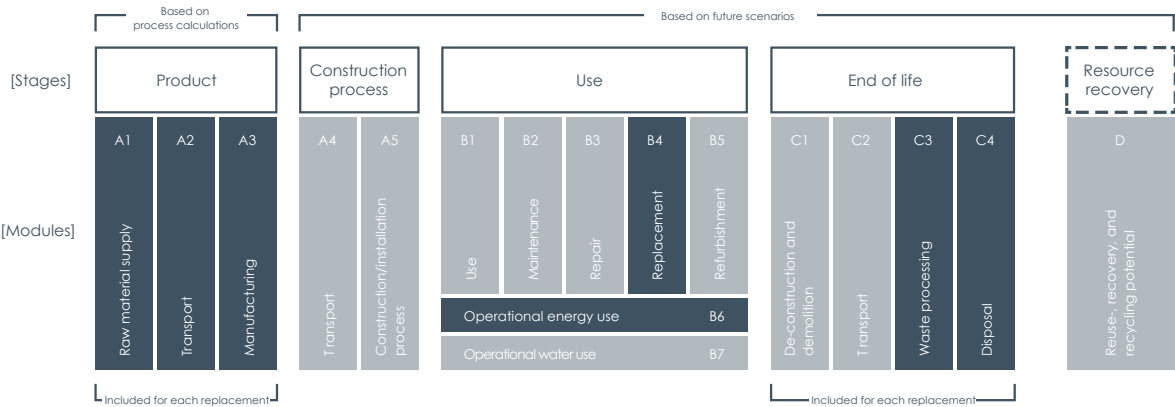 Based on
process calculations
Based on future scenarios
[Stages]
Product
Construction
process
Use
End of life
Resource
recovery
[Modules]
A1
Raw material supply
A2
Transport
A3
Manufacturing
A4
Transport
A5
Construction/installation
process
B1
Use
B2
Maintenance
B3
Repair
B4
Replacement
B5
Refurbishment
Operational energy use B6
Operational water use B7
C1
De-construction and
demolition
C2
Transport
C3
Waste processing
C4
Disposal
D
Reuse-, recovery, and
recycling potential
Included for each replacement
Included for each replacement